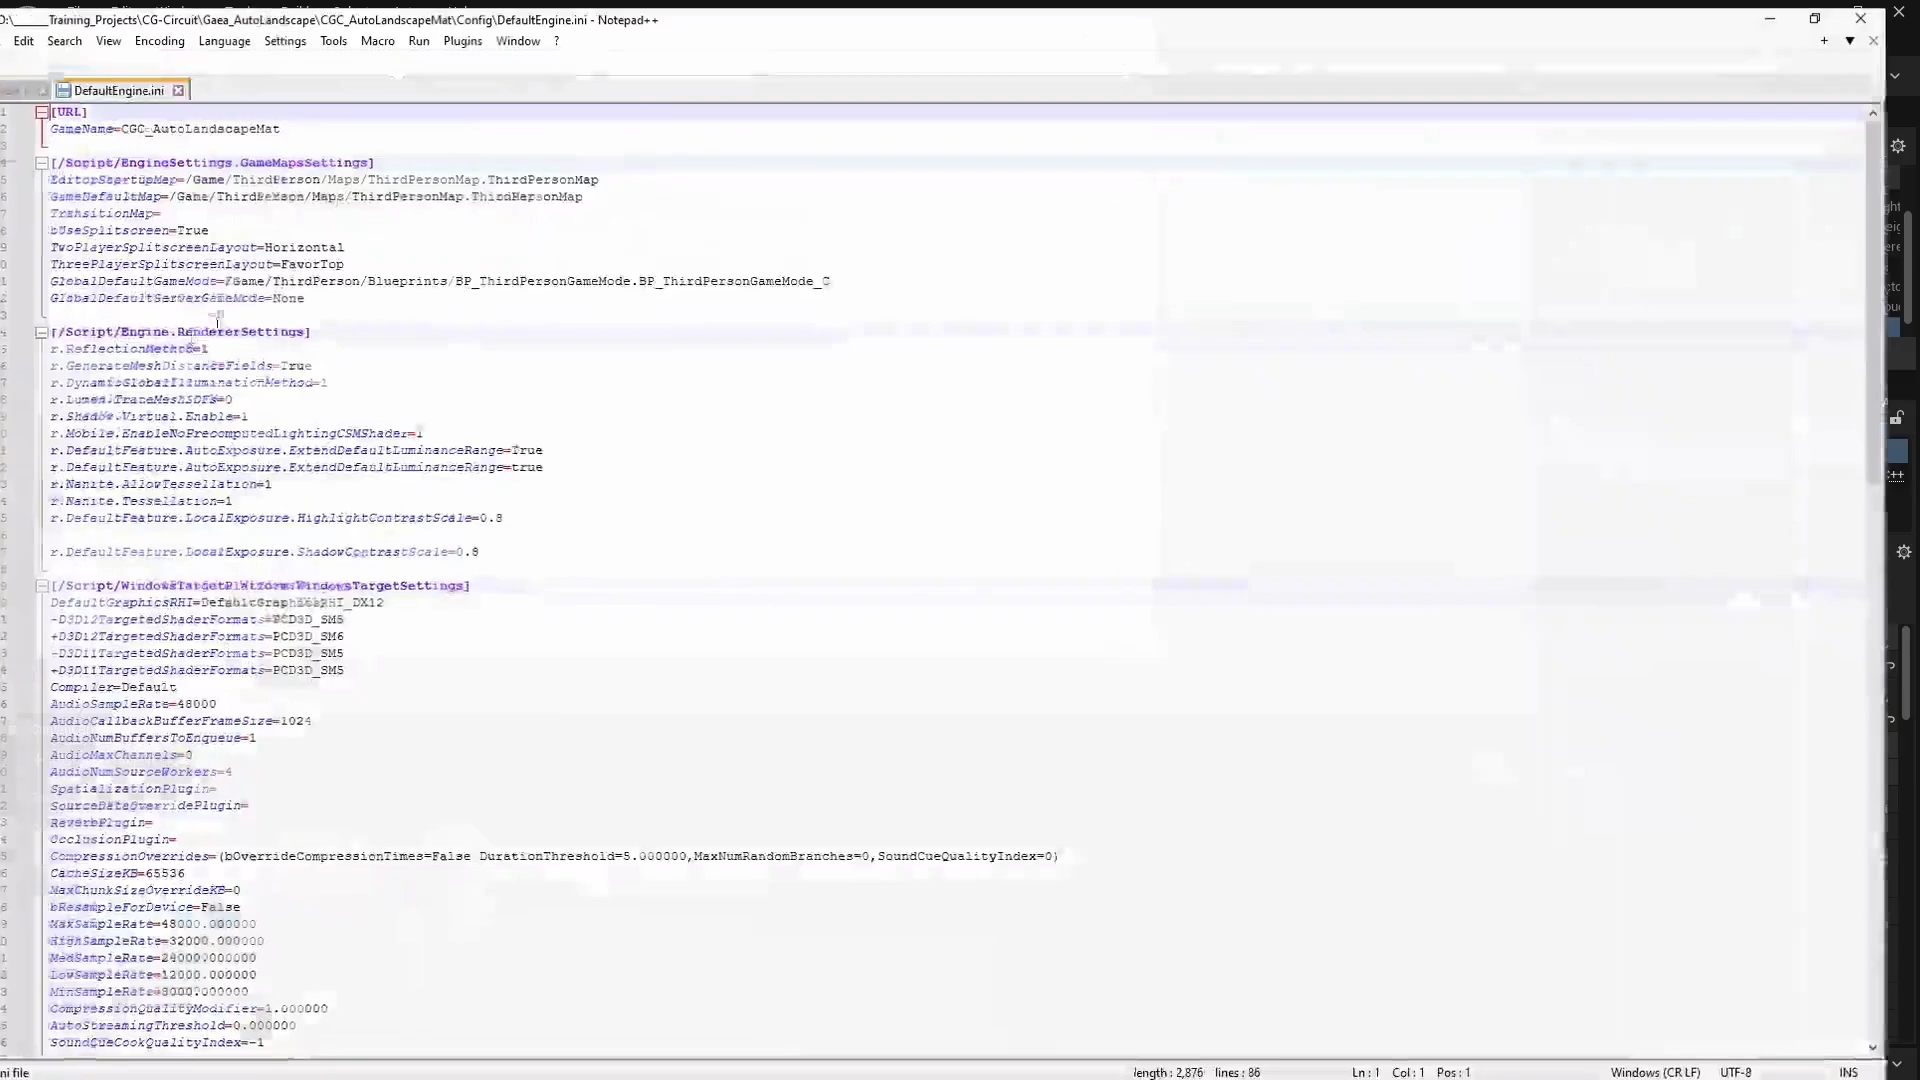 O:\______Training_Projects\CG-Circuit\Gaea_AutoLandscape\CGC_AutoLandscapeMat\Config\DefaultEngine.ini - Notepad++
Edit Search View Encoding Language Settings Tools Macro Run Plugins Window ?
DefaultEngine.ini
[URL]
GameName=CGC_AutoLandscapeMat
[/Script/EngineSettings.GameMapsSettings]
EditorStartupMap=/Game/ThirdPerson/Maps/ThirdPersonMap.ThirdPersonMap
GameDefaultMap=/Game/ThirdPerson/Maps/ThirdPersonMap.ThirdPersonMap
TransitionMap=
bUseSplitscreen=True
TwoPlayerSplitscreenLayout=Horizontal
ThreePlayerSplitscreenLayout=FavorTop
GlobalDefaultGameMode=/Game/ThirdPerson/Blueprints/BP_ThirdPersonGameMode.BP_ThirdPersonGameMode_C
GlobalDefaultServerGameMode=None
[/Script/Engine.RendererSettings]
r.ReflectionMethod=1
r.GenerateMeshDistanceFields=True
r.DynamicGlobalIlluminationMethod=1
r.Lumen.TraceMeshSDFs=0
r.Shadow.Virtual.Enable=1
r.Mobile.EnableNoPrecomputedLightingCSMShader=1
r.DefaultFeature.AutoExposure.ExtendDefaultLuminanceRange=True
r.DefaultFeature.AutoExposure.ExtendDefaultLuminanceRange=true
r.Nanite.AllowTessellation=1
r.Nanite.Tessellation=1
r.DefaultFeature.LocalExposure.HighlightContrastScale=0.8
r.DefaultFeature.LocalExposure.ShadowContrastScale=0.8
[/Script/WindowsTargetPlatform.WindowsTargetSettings]
DefaultGraphicsRHI=DefaultGraphicsRHI_DX12
-D3D12TargetedShaderFormats=PCD3D_SM5
+D3D12TargetedShaderFormats=PCD3D_SM6
-D3D11TargetedShaderFormats=PCD3D_SM5
+D3D11TargetedShaderFormats=PCD3D_SM5
Compiler=Default
AudioSampleRate=48000
AudioCallbackBufferFrameSize=1024
AudioNumBuffersToEnqueue=1
AudioMaxChannels=0
AudioNumSourceWorkers=4
SpatializationPlugin=
SourceDataOverridePlugin=
ReverbPlugin=
OcclusionPlugin=
CompressionOverrides=(bOverrideCompressionTimes=False DurationThreshold=5.000000,MaxNumRandomBranches=0,SoundCueQualityIndex=0)
CacheSizeKB=65536
MaxChunkSizeOverrideKB=0
bResampleForDevice=False
MaxSampleRate=48000.000000
HighSampleRate=32000.000000
MedSampleRate=24000.000000
LowSampleRate=12000.000000
MinSampleRate=8000.000000
CompressionQualityModifier=1.000000
AutoStreamingThreshold=0.000000
SoundCueCookQualityIndex=-1
ni file length : 2,876 lines : 86 Ln : 1 Col : 1 Pos : 1 Windows (CR LF) UTF-8 INS